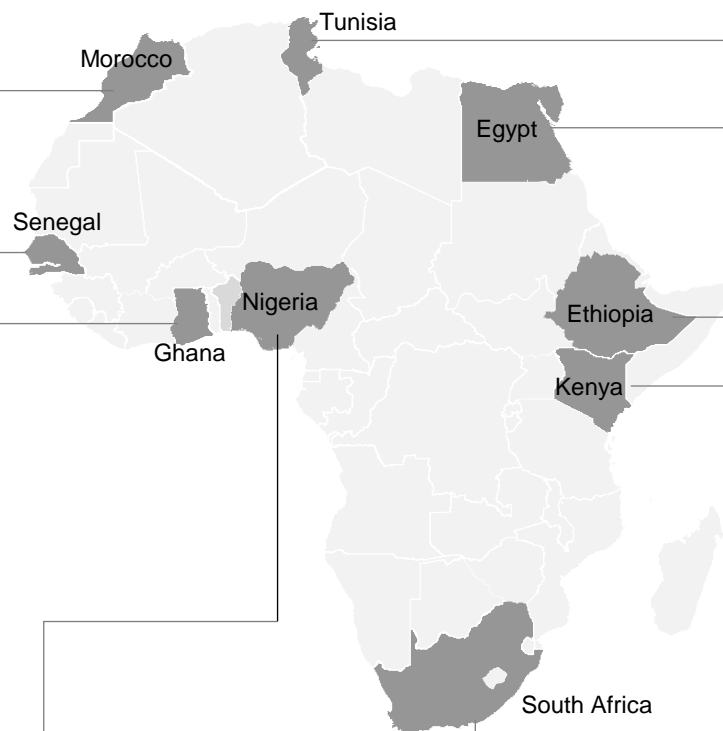 Tunisia
Morocco
Egypt
Senegal
Nigeria
Ethiopia
Ghana
Kenya
South Africa